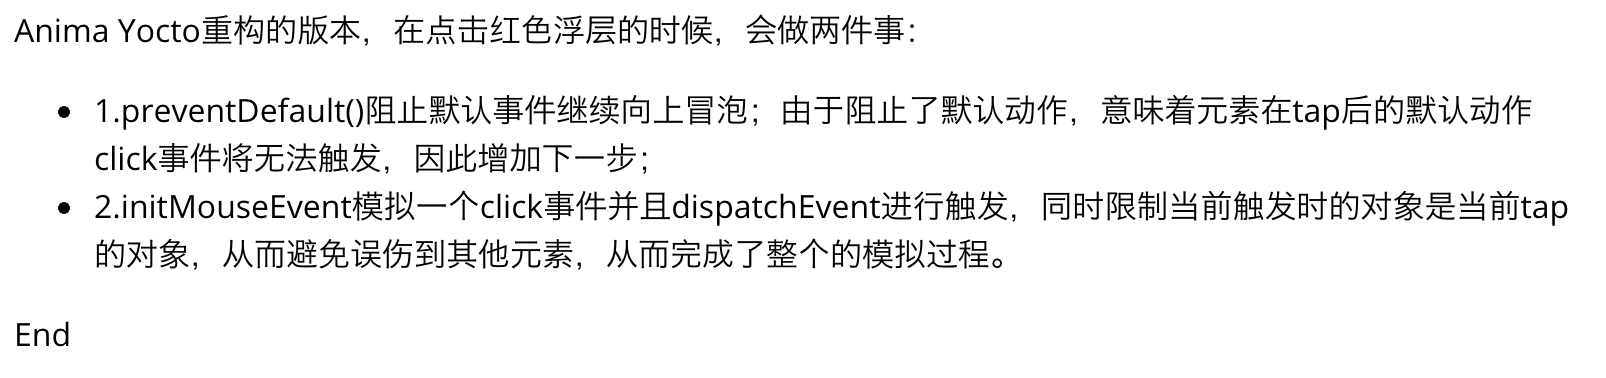 Anima Yocto重构的版本，在点击红色浮层的时候，会做两件事：
• 1.preventDefault()阻止默认事件继续向上冒泡；由于阻止了默认动作，意味着元素在tap后的默认动作
click事件将无法触发，因此增加下一步；
• 2.initMouseEvent模拟一个click事件并且dispatchEvent进行触发，同时限制当前触发时的对象是当前tap
的对象，从而避免误伤到其他元素，从而完成了整个的模拟过程。
End